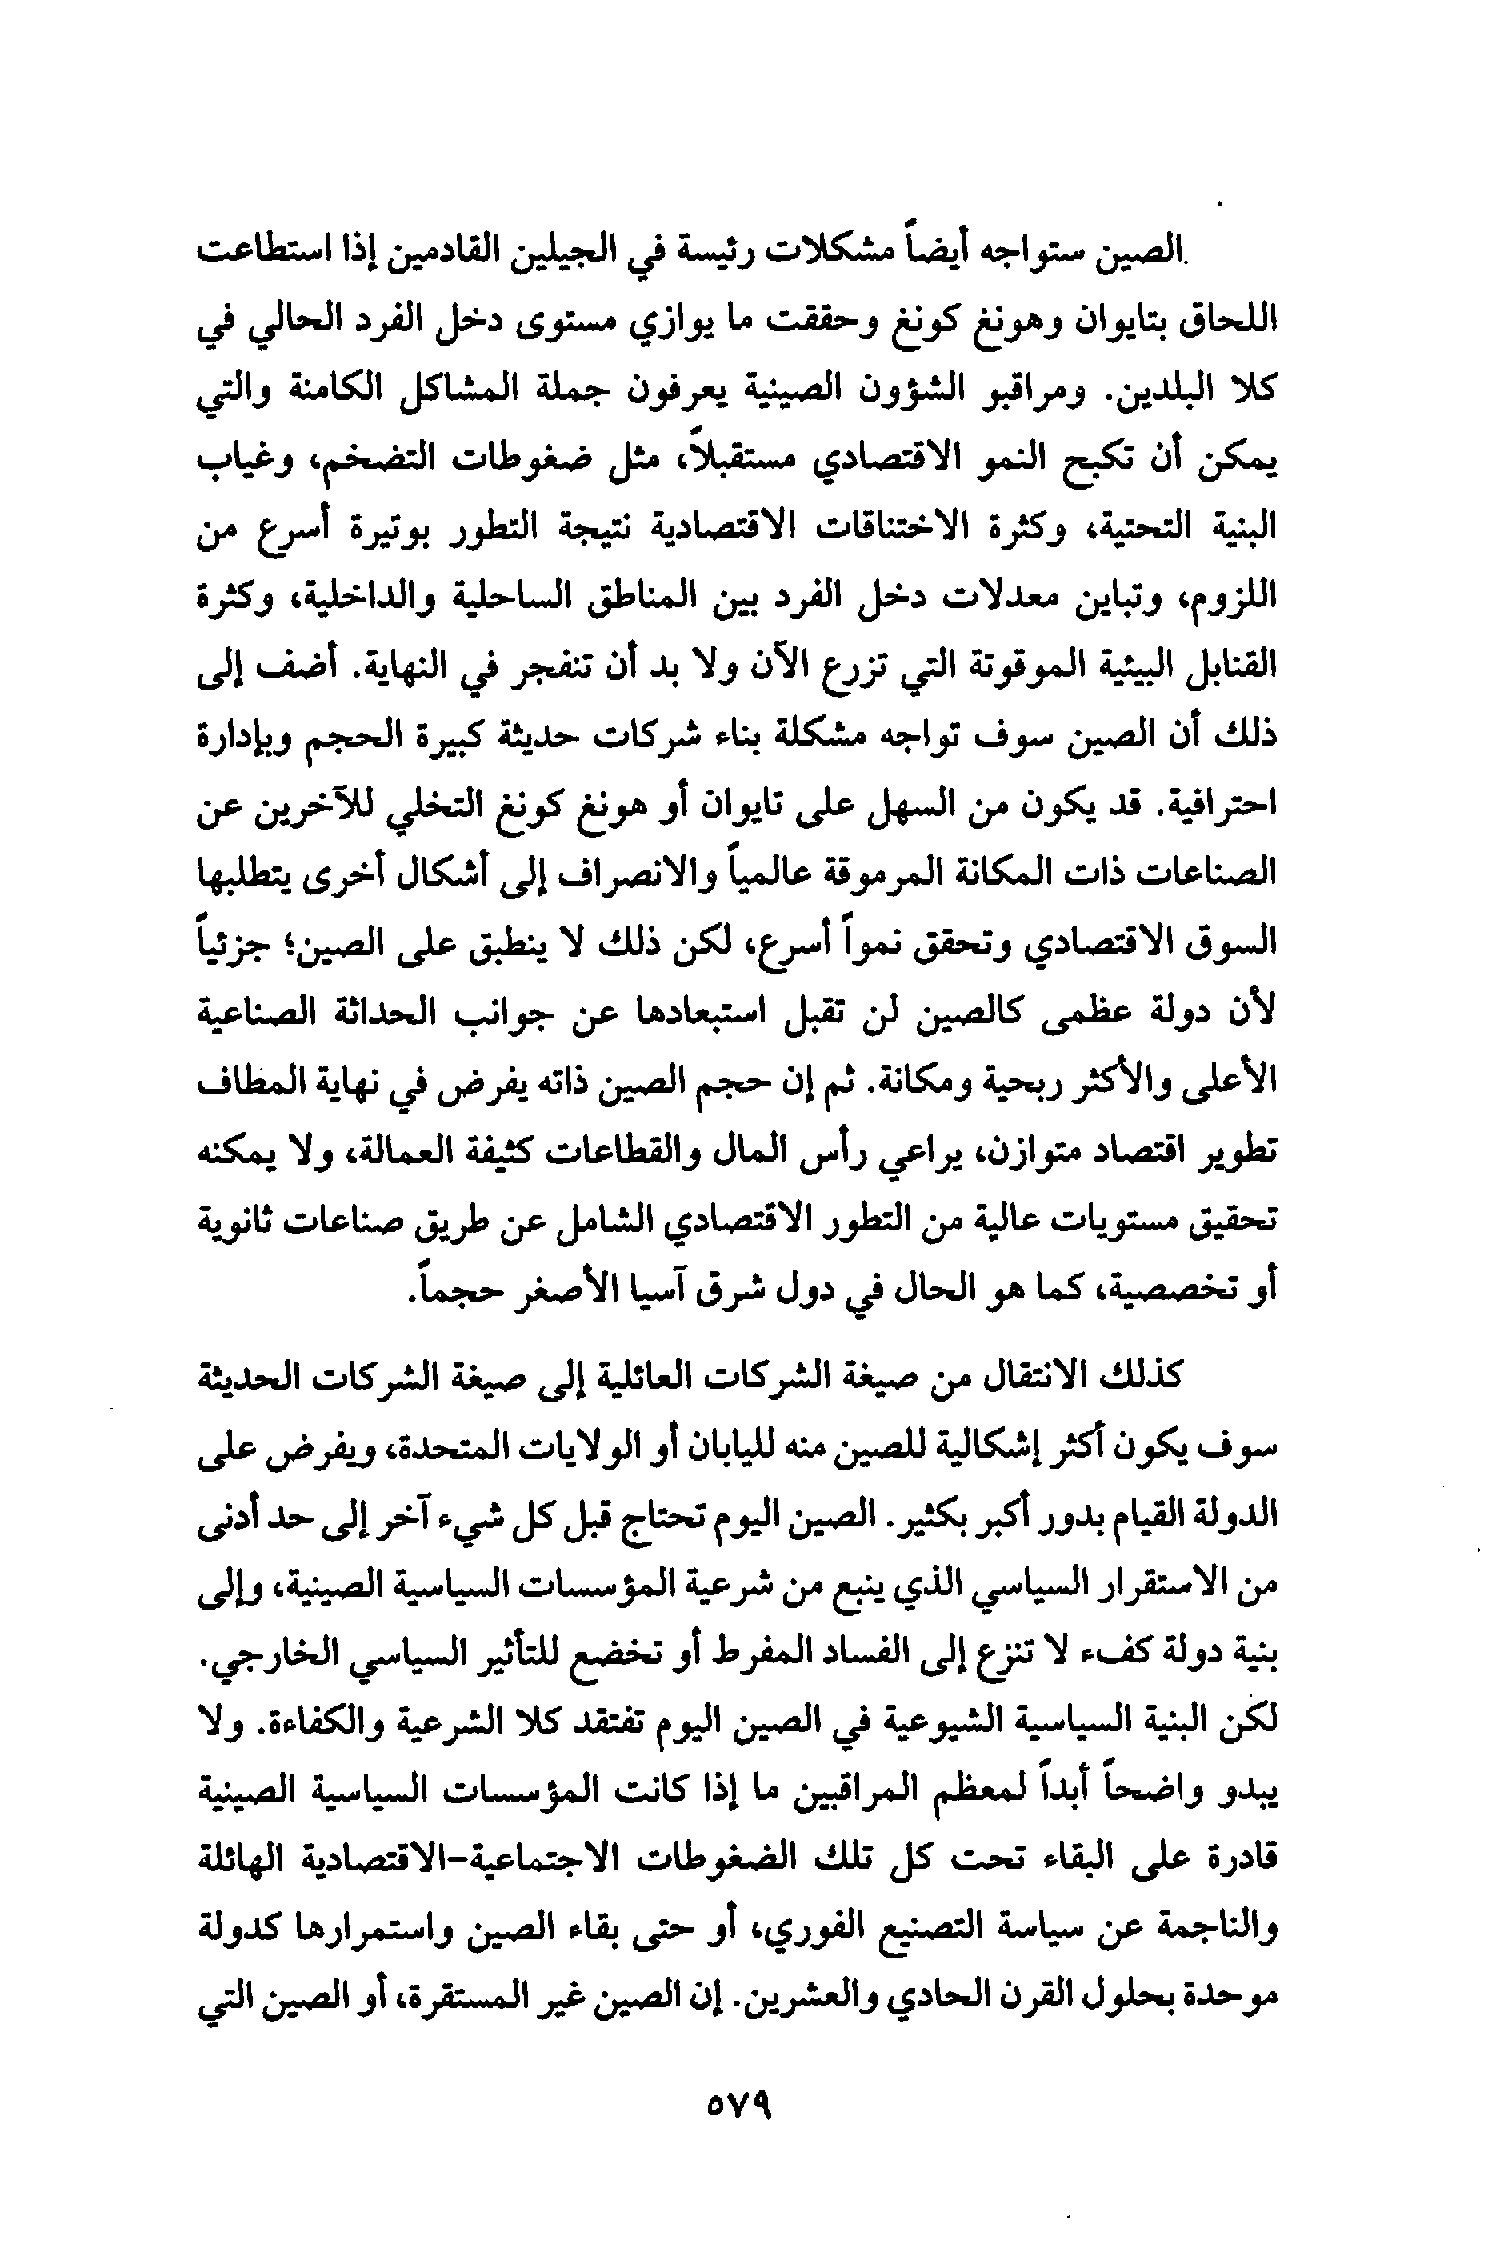 الصين ستواجه أيضاً مشكلات رئيسة في الجيلين القادمين إذا استطاعت
اللحاق بتايوان وهونغ كونغ وحققت ما يوازي مستوى دخل الفرد الحالي في
كلا البلدين. ومراقبو الشؤون الصينية يعرفون جملة المشاكل الكامنة والتي
يمكن أن تكبح النمو الاقتصادي مستقبلاً، مثل ضغوطات التضخم، وغياب
البنية التحتية، وكثرة الاختناقات الاقتصادية نتيجة التطور بوتيرة أسرع من
اللزوم، وتباين معدلات دخل الفرد بين المناطق الساحلية والداخلية، وكثرة
القنابل البيئية الموقوتة التي تزرع الآن ولا بد أن تنفجر في النهاية. أضف إلى
ذلك أن الصين سوف تواجه مشكلة بناء شركات حديثة كبيرة الحجم وبإدارة
احترافية. قد يكون من السهل على تايوان أو هونغ كونغ التخلي للآخرين عن
الصناعات ذات المكانة المرموقة عالمياً والانصراف إلى أشكال أخرى يتطلبها
السوق الاقتصادي وتحقق نمواً أسرع، لكن ذلك لا ينطبق على الصين؛ جزئياً
لأن دولة عظمى كالصين لن تقبل استبعادها عن جوانب الحداثة الصناعية
الأعلى والأكثر ربحية ومكانة. ثم إن حجم الصين ذاته يفرض في نهاية المطاف
تطوير اقتصاد متوازن، يراعي رأس المال والقطاعات كثيفة العمالة، ولا يمكنه
تحقيق مستويات عالية من التطور الاقتصادي الشامل عن طريق صناعات ثانوية
أو تخصصية، كما هو الحال في دول شرق آسيا الأصغر حجماً.
كذلك الانتقال من صيغة الشركات العائلية إلى صيغة الشركات الحديثة
سوف يكون أكثر إشكالية للصين منه لليابان أو الولايات المتحدة، ويفرض على
الدولة القيام بدور أكبر بكثير. الصين اليوم تحتاج قبل كل شيء آخر إلى حد أدنى
من الاستقرار السياسي الذي ينبع من شرعية المؤسسات السياسية الصينية، وإلى
بنية دولة كفء لا تنزع إلى الفساد المفرط أو تخضع للتأثير السياسي الخارجي.
لكن البنية السياسية الشيوعية في الصين اليوم تفتقد كلا الشرعية والكفاءة. ولا
يبدو واضحاً أبداً لمعظم المراقبين ما إذا كانت المؤسسات السياسية الصينية
قادرة على البقاء تحت كل تلك الضغوطات الاجتماعية-الاقتصادية الهائلة
والناجمة عن سياسة التصنيع الفوري، أو حتى بقاء الصين واستمرارها كدولة
موحدة بحلول القرن الحادي والعشرين. إن الصين غير المستقرة، أو الصين التي
٥٧٩